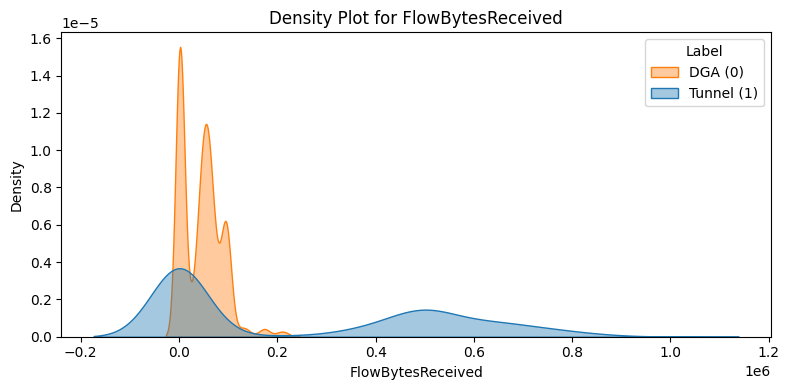 Density Plot for FlowBytesReceived
1e−5
1.6
1.4
1.2
1.0
0.8
0.6
0.4
0.2
0.0
Density
Label
DGA (0)
Tunnel (1)
−0.2 0.0 0.2 0.4 0.6 0.8 1.0 1.2
1e6
FlowBytesReceived